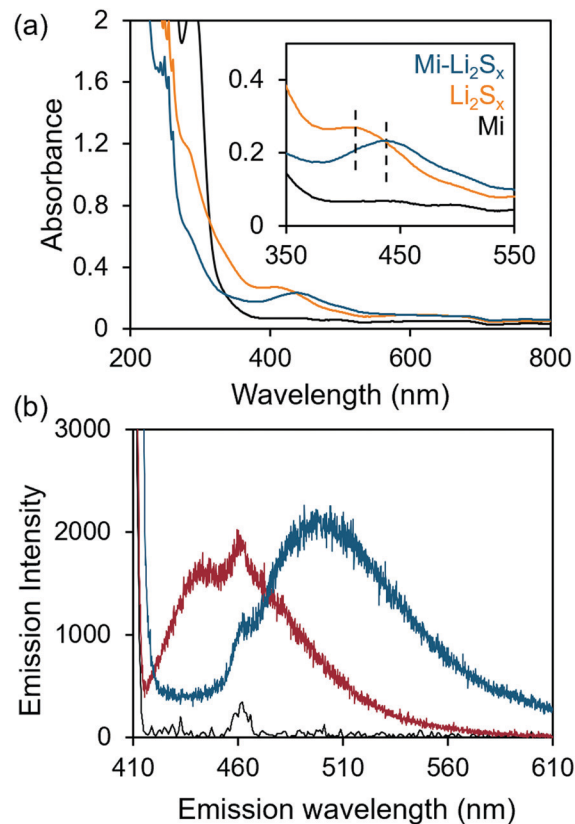 (a)
2
1.6
1.2
0.8
0.4
0
Absorbance
0.4
0.2
0
Mi-Li₂Sₓ
Li₂Sₓ
Mi
350 450 550
200 400 600 800
Wavelength (nm)
(b)
3000
2000
1000
0
Emission Intensity
410 460 510 560 610
Emission wavelength (nm)